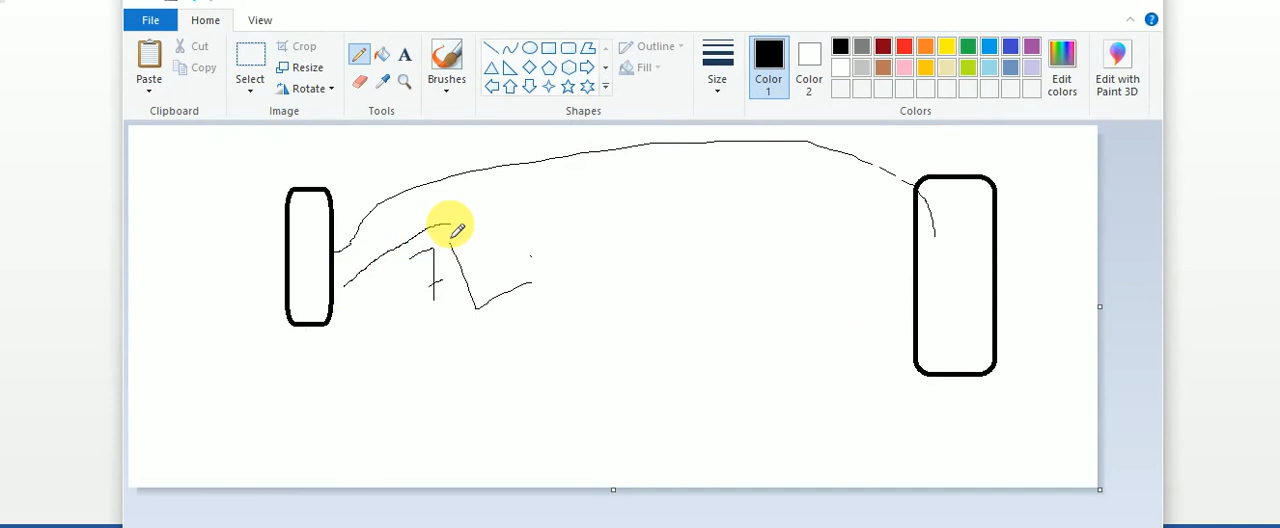 File Home View
Paste
Cut
Copy
Clipboard
Select
Crop
Resize
Rotate
Image
Tools
Brushes
Outline
Fill
Shapes
Size
Color 1
Color 2
Edit colors
Colors
Edit with Paint 3D